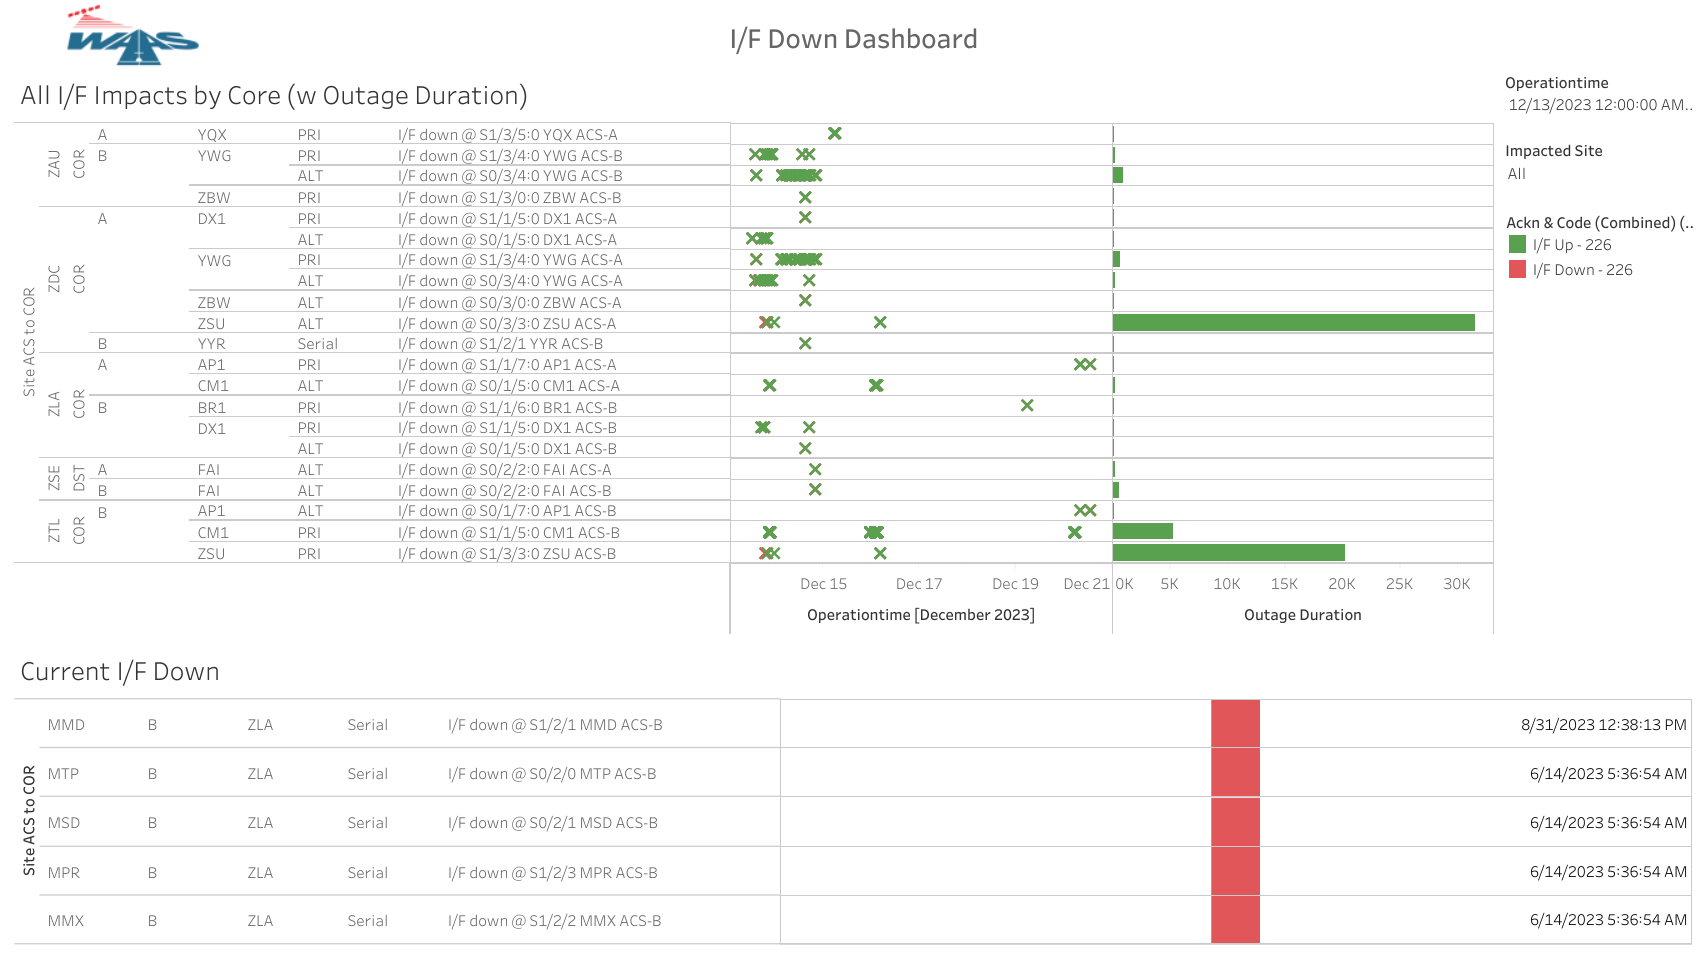 WAAS
I/F Down Dashboard
All I/F Impacts by Core (w Outage Duration)
Operationtime
12/13/2023 12:00:00 AM..
Impacted Site
All
Ackn & Code (Combined) (..
I/F Up - 226
I/F Down - 226
Site ACS to COR
ZAU COR A YQX PRI I/F down @ S1/3/5:0 YQX ACS-A
B YWG PRI I/F down @ S1/3/4:0 YWG ACS-B
ALT I/F down @ S0/3/4:0 YWG ACS-B
ZBW PRI I/F down @ S1/3/0:0 ZBW ACS-B
ZDC COR A DX1 PRI I/F down @ S1/1/5:0 DX1 ACS-A
ALT I/F down @ S0/1/5:0 DX1 ACS-A
YWG PRI I/F down @ S1/3/4:0 YWG ACS-A
ALT I/F down @ S0/3/4:0 YWG ACS-A
ZBW ALT I/F down @ S0/3/0:0 ZBW ACS-A
ZSU ALT I/F down @ S0/3/3:0 ZSU ACS-A
B YYR Serial I/F down @ S1/2/1 YYR ACS-B
ZLA COR A AP1 PRI I/F down @ S1/1/7:0 AP1 ACS-A
CM1 ALT I/F down @ S0/1/5:0 CM1 ACS-A
B BR1 PRI I/F down @ S1/1/6:0 BR1 ACS-B
DX1 PRI I/F down @ S1/1/5:0 DX1 ACS-B
ALT I/F down @ S0/1/5:0 DX1 ACS-B
ZSE DST A FAI ALT I/F down @ S0/2/2:0 FAI ACS-A
B FAI ALT I/F down @ S0/2/2:0 FAI ACS-B
ZTL COR B AP1 ALT I/F down @ S0/1/7:0 AP1 ACS-B
CM1 PRI I/F down @ S1/1/5:0 CM1 ACS-B
ZSU PRI I/F down @ S1/3/3:0 ZSU ACS-B
Dec 15 Dec 17 Dec 19 Dec 21 0K 5K 10K 15K 20K 25K 30K
Operationtime [December 2023] Outage Duration
Current I/F Down
Site ACS to COR
MMD B ZLA Serial I/F down @ S1/2/1 MMD ACS-B 8/31/2023 12:38:13 PM
MTP B ZLA Serial I/F down @ S0/2/0 MTP ACS-B 6/14/2023 5:36:54 AM
MSD B ZLA Serial I/F down @ S0/2/1 MSD ACS-B 6/14/2023 5:36:54 AM
MPR B ZLA Serial I/F down @ S1/2/3 MPR ACS-B 6/14/2023 5:36:54 AM
MMX B ZLA Serial I/F down @ S1/2/2 MMX ACS-B 6/14/2023 5:36:54 AM